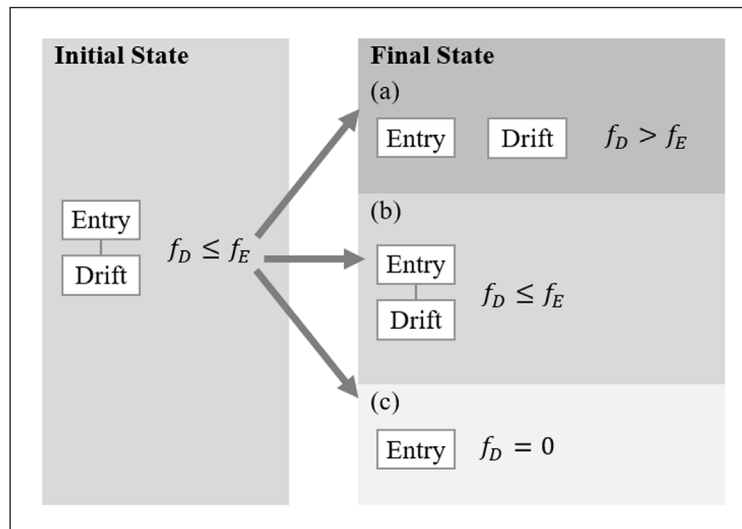 Initial State
Entry
Drift
f_D ≤ f_E
Final State
(a)
Entry Drift f_D > f_E
(b)
Entry
Drift
f_D ≤ f_E
(c)
Entry f_D = 0